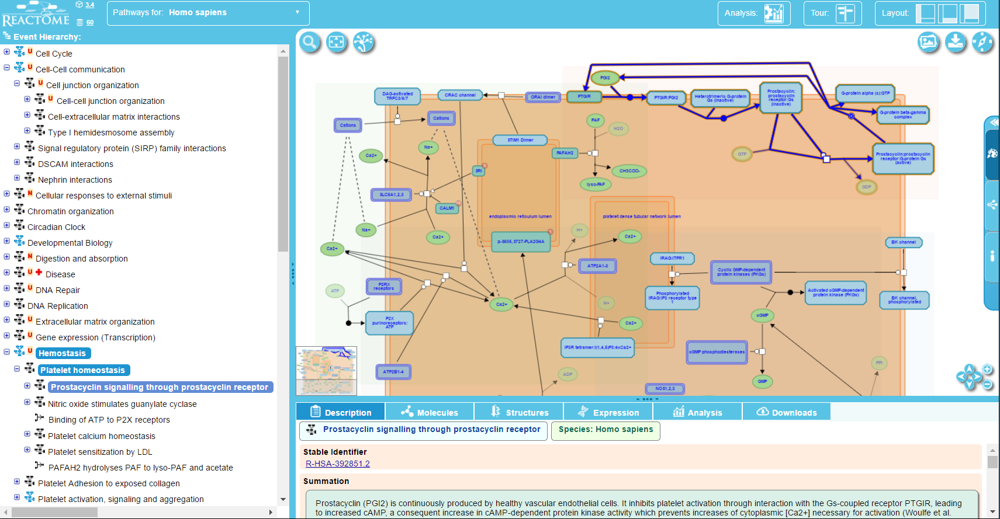 REACTOME
3.4
60
Pathways for: Homo sapiens
Analysis:
Tour:
Layout:
Event Hierarchy:
U Cell Cycle
U Cell-Cell communication
U Cell junction organization
U Cell-cell junction organization
Cell-extracellular matrix interactions
Type I hemidesmosome assembly
Signal regulatory protein (SIRP) family interactions
DSCAM interactions
Nephrin interactions
N Cellular responses to external stimuli
Chromatin organization
Circadian Clock
Developmental Biology
N Digestion and absorption
U Disease
U DNA Repair
DNA Replication
U Extracellular matrix organization
U Gene expression (Transcription)
U Hemostasis
Platelet homeostasis
Prostacyclin signalling through prostacyclin receptor
Nitric oxide stimulates guanylate cyclase
Binding of ATP to P2X receptors
Platelet calcium homeostasis
Platelet sensitization by LDL
PAFAH2 hydrolyses PAF to lyso-PAF and acetate
Platelet Adhesion to exposed collagen
Platelet activation, signaling and aggregation
PGI2
DAG-activated
TRPC3/6/7
CRAC channel
ORAI dimer
PTGIR
PTGIR:PGI2
Heterotrimeric G-protein
Gs (inactive)
Prostacyclin:
prostacyclin
receptor:Gs
(inactive)
G-protein alpha (s):GTP
G-protein beta-gamma
complex
Cations
Cations
PAF
H2O
STIM1 Dimer
Na+
Ca2+
PAFAH2
GTP
Prostacyclin:prostacyclin
receptor:G-protein Gs
(active)
SRI
CH3COO-
lyso-PAF
GDP
SLC8A1,2,3
CALM1
endoplasmic reticulum lumen
platelet dense tubular network lumen
Na+
Ca2+
H+
Ca2+
p-S505,S727-PLA2G4A
BK channel
Ca2+
IRAG:ITPR1
ATP2A1-3
Cyclic GMP-dependent
protein kinases (PKGs)
P2RX
receptors
ATP
Phosphorylated
IRAG:IP3 receptor type
1
Activated cGMP-dependent
protein kinase (PKGs)
BK channel,
phosphorylated
Ca2+
H+
cGMP
P2X
purinoceptors:
ATP
Ca2+
IP3R tetramer:I(1,4,5)P3:4xCa2+
cGMP phosphodiesterases
PPi
ATP2B1-4
ADP
GMP
NOS1,2,3
Description
Molecules
Structures
Expression
Analysis
Downloads
Prostacyclin signalling through prostacyclin receptor
Species: Homo sapiens
Stable Identifier
R-HSA-392851.2
Summation
Prostacyclin (PGI2) is continuously produced by healthy vascular endothelial cells. It inhibits platelet activation through interaction with the Gs-coupled receptor PTGIR, leading
to increased cAMP, a consequent increase in cAMP-dependent protein kinase activity which prevents increases of cytoplasmic [Ca2+] necessary for activation (Woulfe et al.